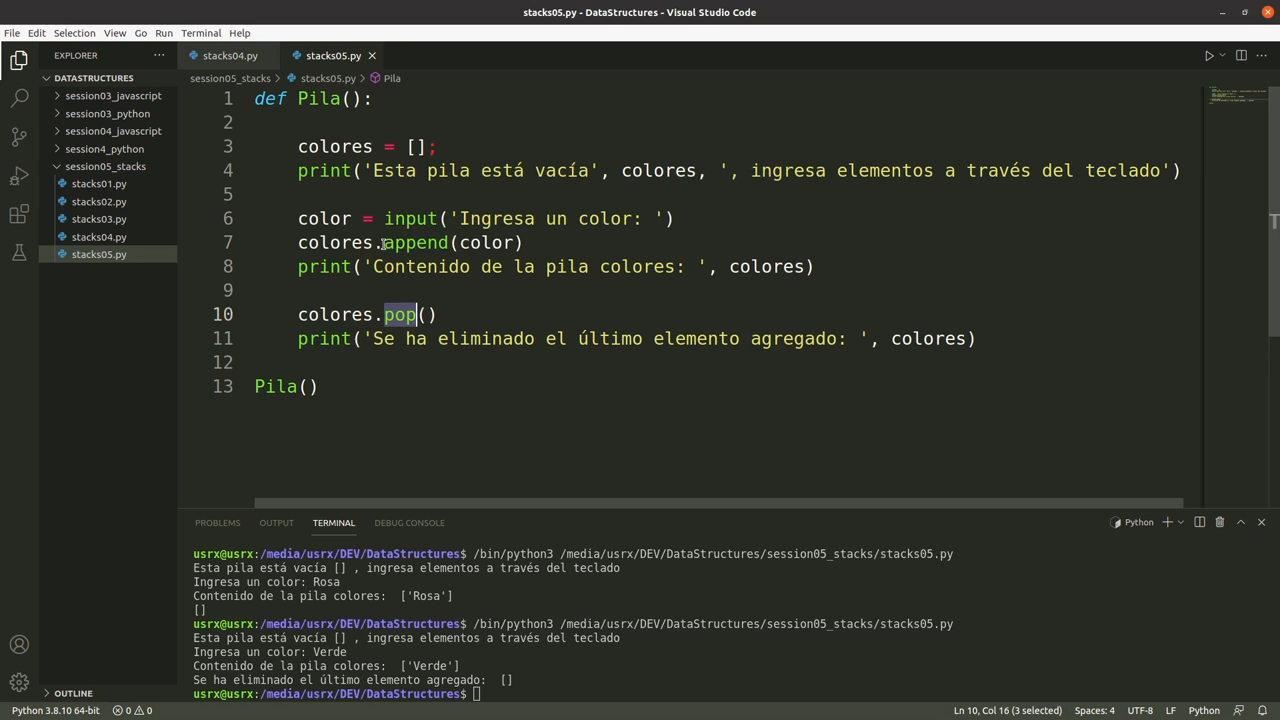 stacks05.py - DataStructures - Visual Studio Code
File Edit Selection View Go Run Terminal Help
EXPLORER
stacks04.py
stacks05.py
DATASTRUCTURES
session03_javascript
session03_python
session04_javascript
session4_python
session05_stacks
stacks01.py
stacks02.py
stacks03.py
stacks04.py
stacks05.py
OUTLINE
session05_stacks > stacks05.py > Pila
1 def Pila():
2
3 colores = [];
4 print('Esta pila está vacía', colores, ', ingresa elementos a través del teclado')
5
6 color = input('Ingresa un color: ')
7 colores.append(color)
8 print('Contenido de la pila colores: ', colores)
9
10 colores.pop()
11 print('Se ha eliminado el último elemento agregado: ', colores)
12
13 Pila()
PROBLEMS OUTPUT TERMINAL DEBUG CONSOLE
Python
usrx@usrx:/media/usrx/DEV/DataStructures$ /bin/python3 /media/usrx/DEV/DataStructures/session05_stacks/stacks05.py
Esta pila está vacía [] , ingresa elementos a través del teclado
Ingresa un color: Rosa
Contenido de la pila colores:  ['Rosa']
[]
usrx@usrx:/media/usrx/DEV/DataStructures$ /bin/python3 /media/usrx/DEV/DataStructures/session05_stacks/stacks05.py
Esta pila está vacía [] , ingresa elementos a través del teclado
Ingresa un color: Verde
Contenido de la pila colores:  ['Verde']
Se ha eliminado el último elemento agregado:  []
usrx@usrx:/media/usrx/DEV/DataStructures$
Python 3.8.10 64-bit 0 0 Ln 10, Col 16 (3 selected) Spaces: 4 UTF-8 LF Python